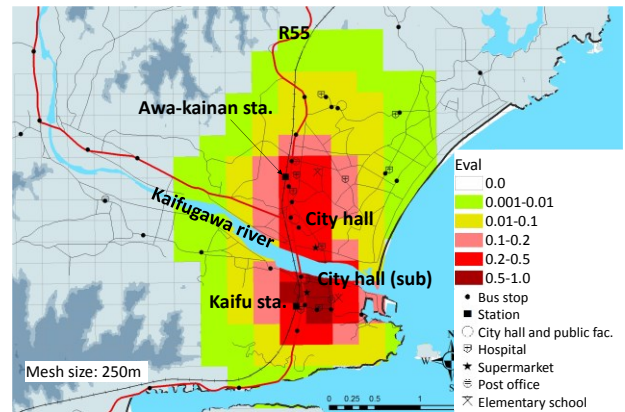 R55
Awa-kainan sta.
Kaifugawa river
City hall
City hall (sub)
Kaifu sta.
Mesh size: 250m
Eval
0.0
0.001-0.01
0.01-0.1
0.1-0.2
0.2-0.5
0.5-1.0
Bus stop
Station
City hall and public fac.
Hospital
Supermarket
Post office
Elementary school
N
W
0 0.25 0.5 1